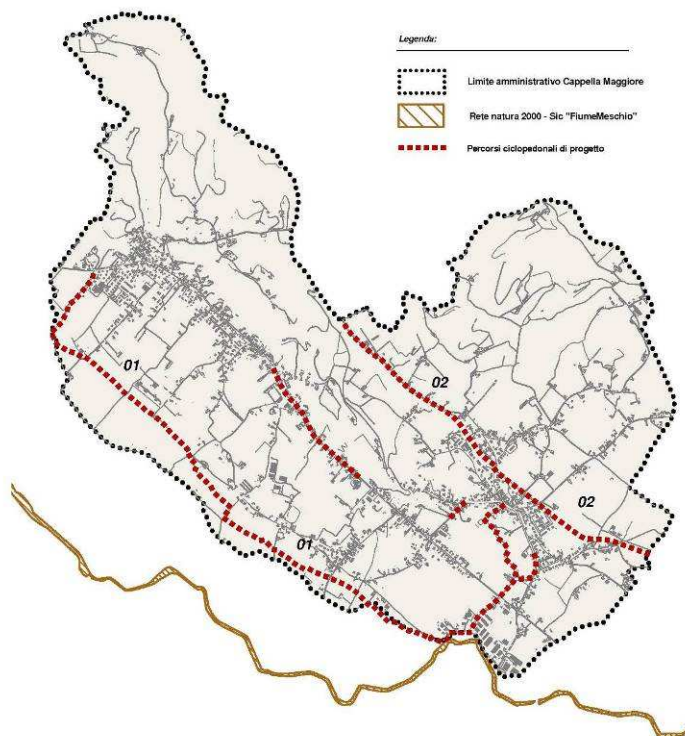 Legenda:
Limite amministrativo Cappella Maggiore
Rete natura 2000 - Sic "FiumeMeschio"
Percorsi ciclopedonali di progetto
01
02
02
01